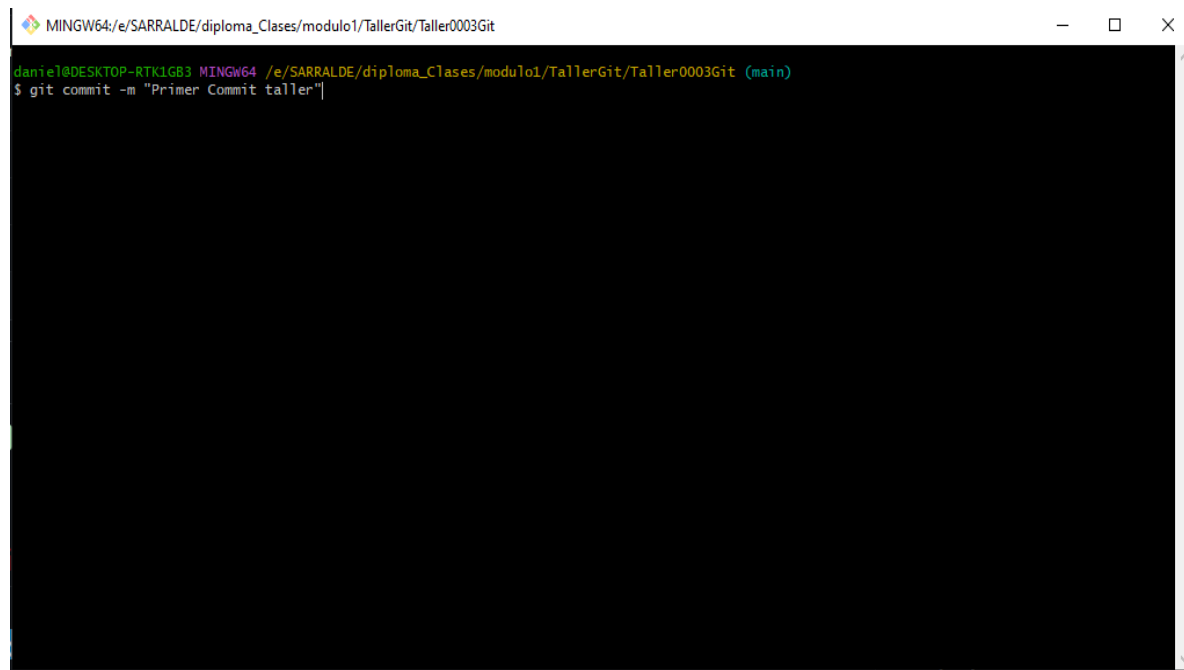 MINGW64:/e/SARRALDE/diploma_Clases/modulo1/TallerGit/Taller0003Git
daniel@DESKTOP-RTK1GB3 MINGW64 /e/SARRALDE/diploma_Clases/modulo1/TallerGit/Taller0003Git (main)
$ git commit -m "Primer Commit taller"